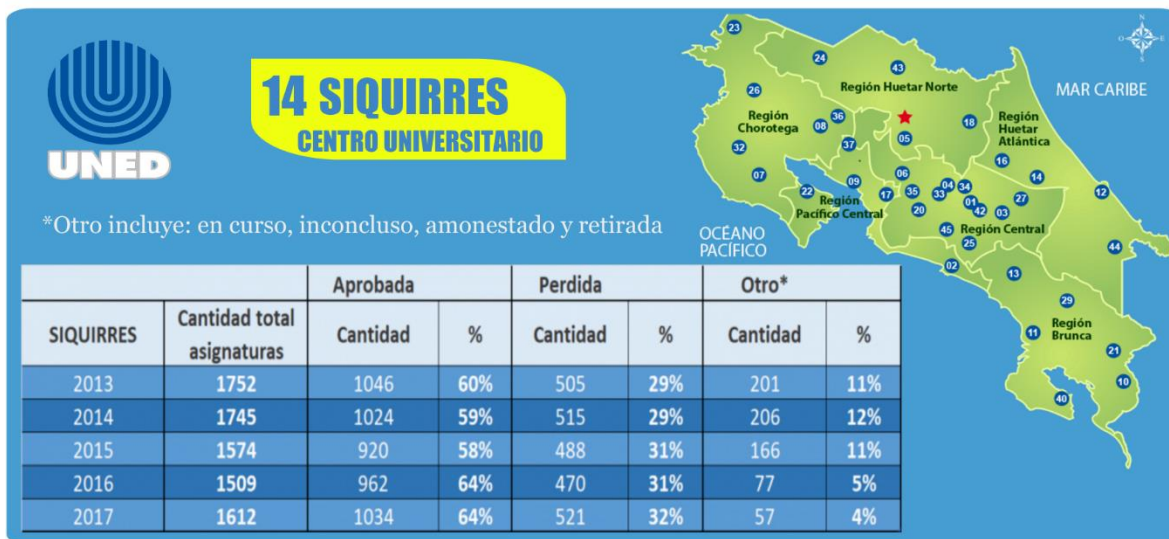 UNED
14 SIQUIRRES
CENTRO UNIVERSITARIO
*Otro incluye: en curso, inconcluso, amonestado y retirada
Aprobada Perdida Otro*
SIQUIRRES Cantidad total asignaturas Cantidad % Cantidad % Cantidad %
2013 1752 1046 60% 505 29% 201 11%
2014 1745 1024 59% 515 29% 206 12%
2015 1574 920 58% 488 31% 166 11%
2016 1509 962 64% 470 31% 77 5%
2017 1612 1034 64% 521 32% 57 4%
23
24
43
Región Huetar Norte
N
O E
S
MAR CARIBE
26
Región
Chorotega
36
08
18
05
Región
Huetar
Atlántica
32
37
16
07
06
14
22
09
17
35
04
34
33
01
27
12
Región
Pacífico Central
20
42
03
OCÉANO
PACÍFICO
45
Región Central
25
44
02
13
29
11
Región
Brunca
21
10
40